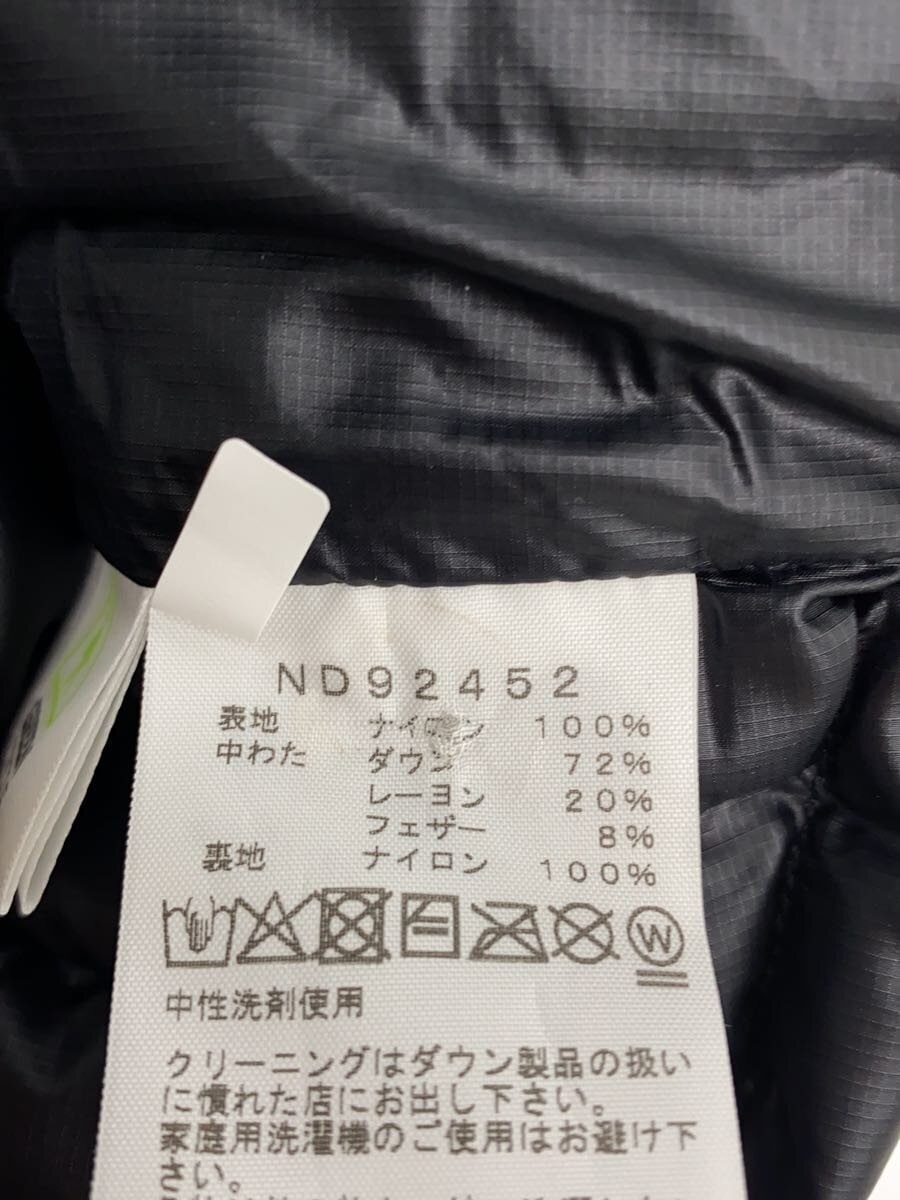 ND92452
表地 ナイロン 100%
中わた ダウン 72%
レーヨン 20%
フェザー 8%
裏地 ナイロン 100%
W
中性洗剤使用
クリーニングはダウン製品の扱い
に慣れた店にお出し下さい。
家庭用洗濯機のご使用はお避け下
さい。